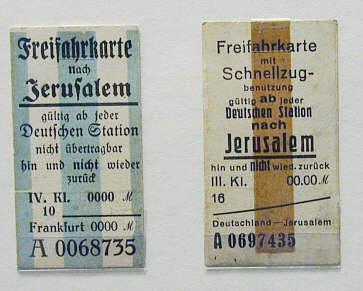 Freifahrkarte
nach
Jerusalem
gültig ab jeder
Deutschen Station
nicht übertragbar
hin und nicht wieder
zurück
IV. Kl. 0000 M
10
Frankfurt 0000 M
A 0068735
Freifahrkarte
mit
Schnellzug-
benutzung
gültig ab jeder
Deutschen Station
nach
Jerusalem
hin und nicht wied. zurück
III. Kl. 00.00 M
16
Deutschland—Jerusalem
A 0697435